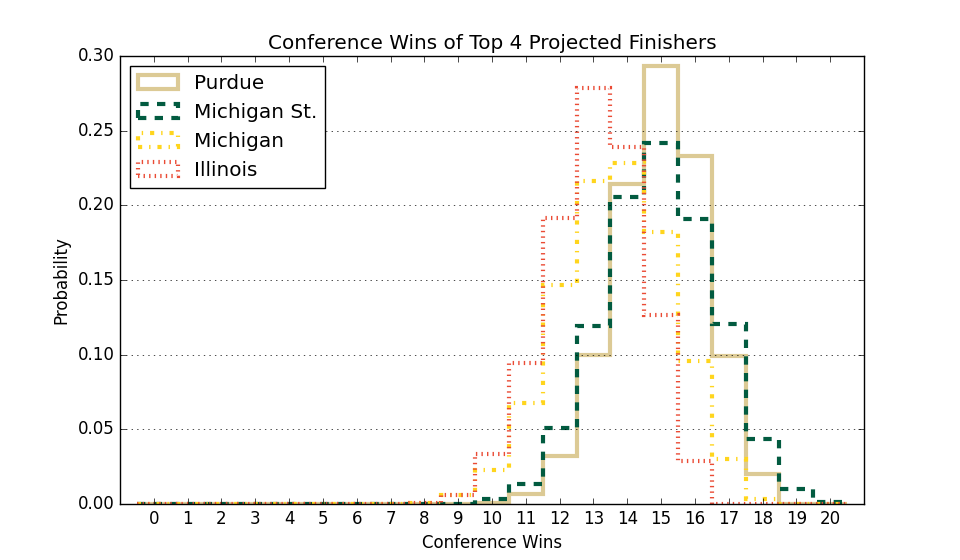 Conference Wins of Top 4 Projected Finishers
Purdue
Michigan St.
Michigan
Illinois
0.30
0.25
0.20
0.15
0.10
0.05
0.00
Probability
0 1 2 3 4 5 6 7 8 9 10 11 12 13 14 15 16 17 18 19 20
Conference Wins